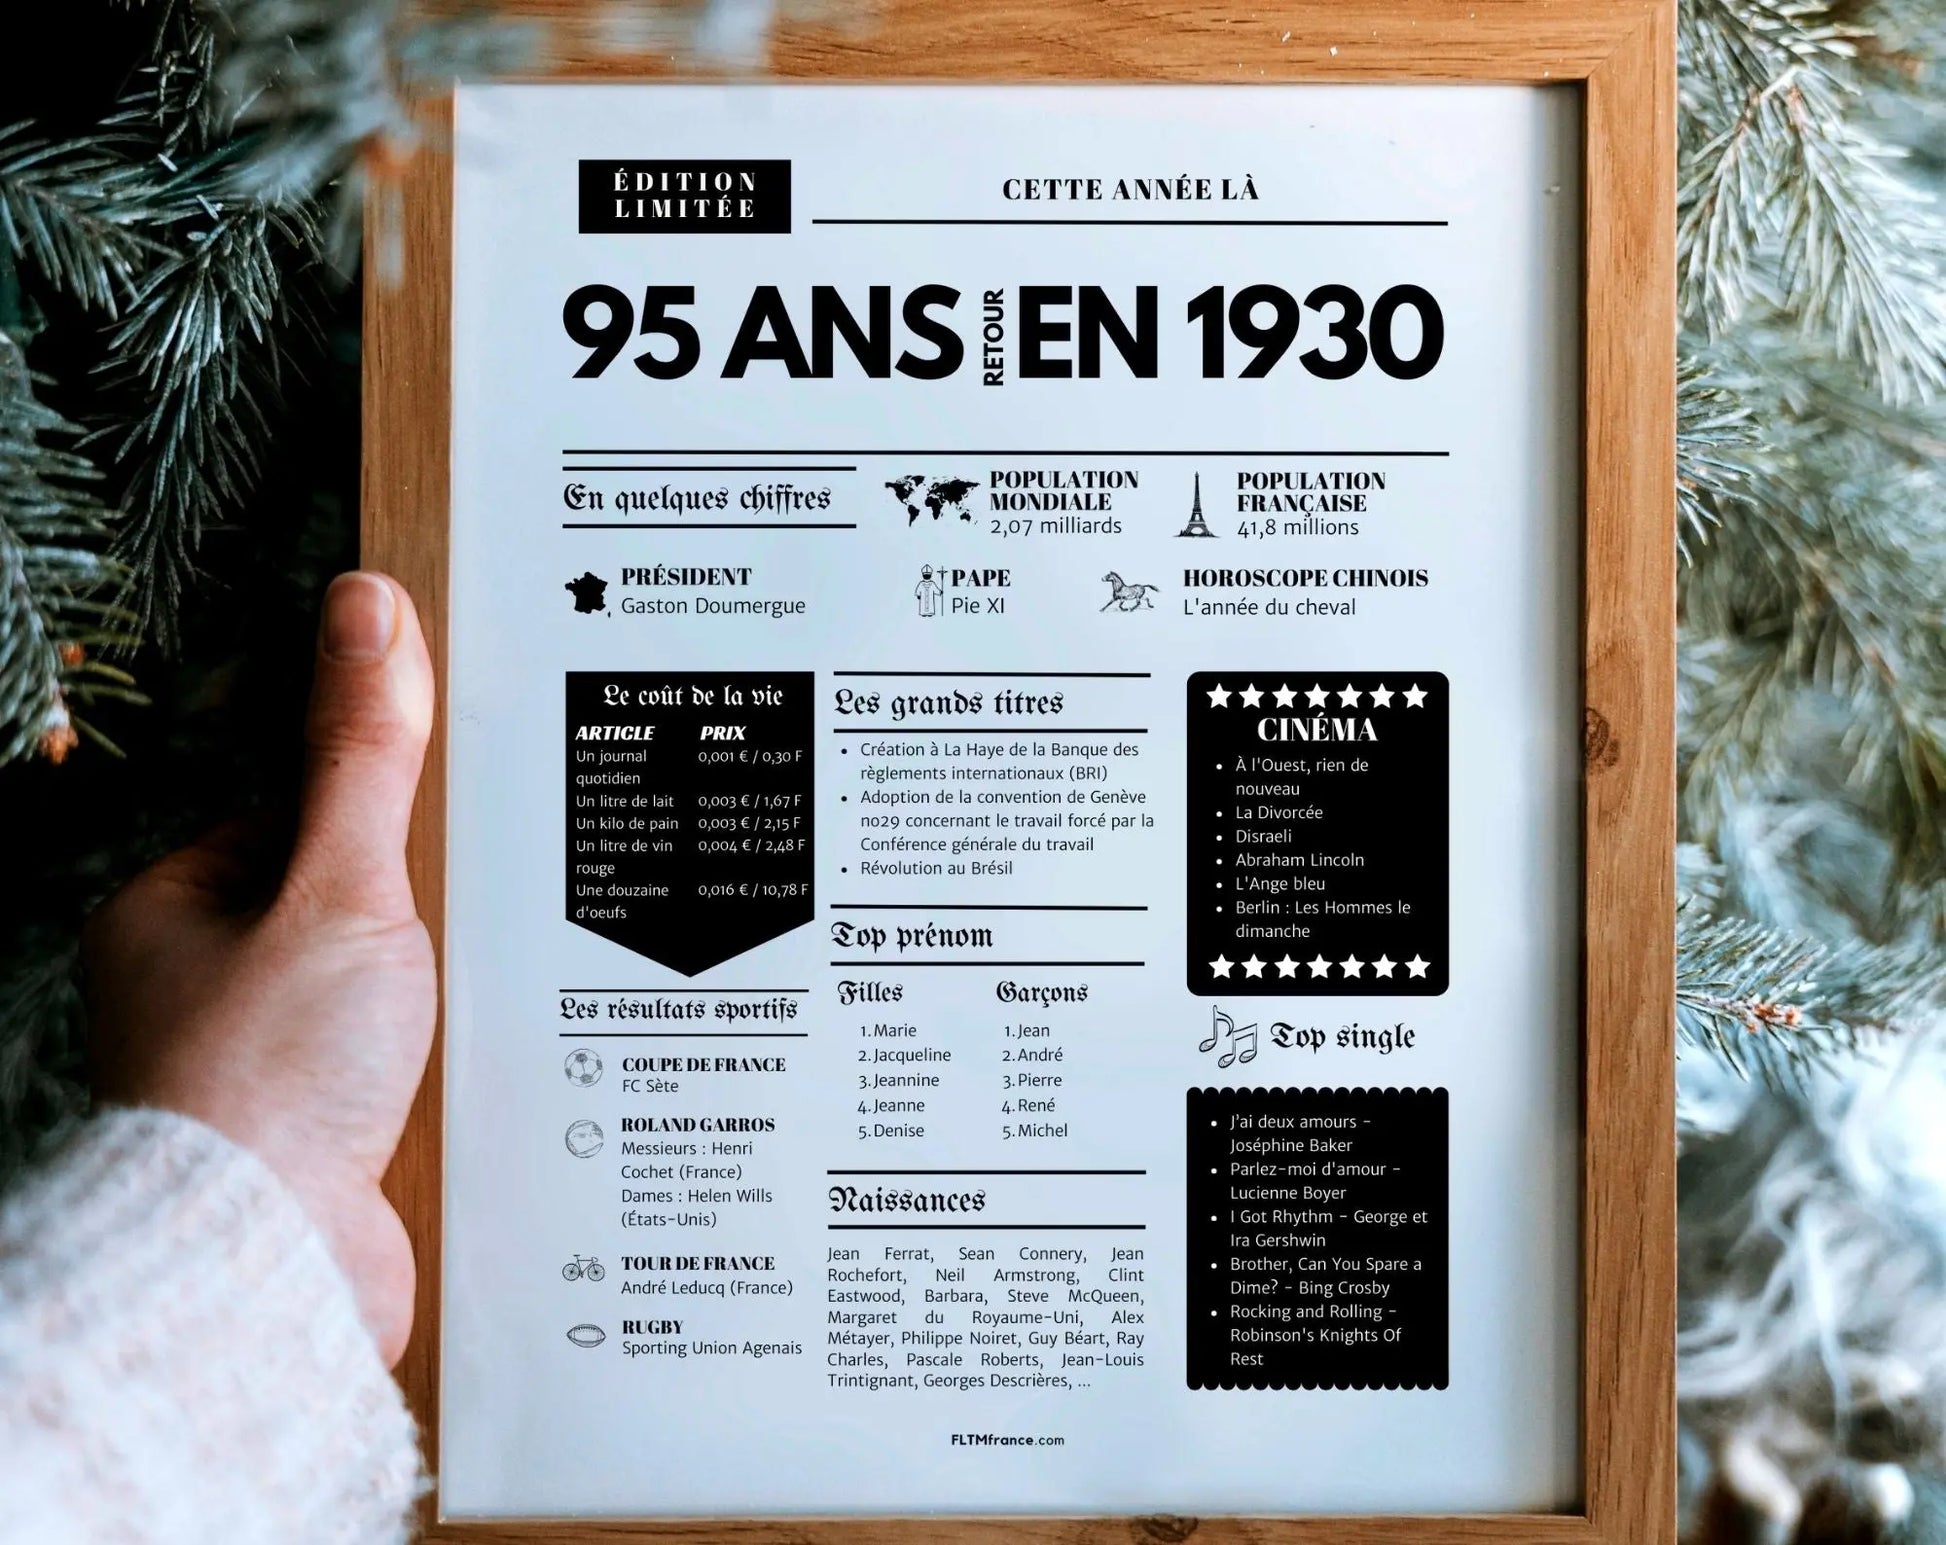 ÉDITION
LIMITÉE
CETTE ANNÉE LÀ
95 ANS RETOUR EN 1930
En quelques chiffres
POPULATION
MONDIALE
2,07 milliards
POPULATION
FRANÇAISE
41,8 millions
PRÉSIDENT
Gaston Doumergue
PAPE
Pie XI
HOROSCOPE CHINOIS
L'année du cheval
Le coût de la vie
ARTICLE PRIX
Un journal 0,001 € / 0,30 F
quotidien
Un litre de lait 0,003 € / 1,67 F
Un kilo de pain 0,003 € / 2,15 F
Un litre de vin 0,004 € / 2,48 F
rouge
Une douzaine 0,016 € / 10,78 F
d'oeufs
Les résultats sportifs
COUPE DE FRANCE
FC Sète
ROLAND GARROS
Messieurs : Henri
Cochet (France)
Dames : Helen Wills
(États-Unis)
TOUR DE FRANCE
André Leducq (France)
RUGBY
Sporting Union Agenais
Les grands titres
• Création à La Haye de la Banque des
règlements internationaux (BRI)
• Adoption de la convention de Genève
no29 concernant le travail forcé par la
Conférence générale du travail
• Révolution au Brésil
Top prénom
Filles Garçons
1. Marie 1. Jean
2. Jacqueline 2. André
3. Jeannine 3. Pierre
4. Jeanne 4. René
5. Denise 5. Michel
Naissances
Jean Ferrat, Sean Connery, Jean
Rochefort, Neil Armstrong, Clint
Eastwood, Barbara, Steve McQueen,
Margaret du Royaume-Uni, Alex
Métayer, Philippe Noiret, Guy Béart, Ray
Charles, Pascale Roberts, Jean-Louis
Trintignant, Georges Descrières, ...
CINÉMA
• À l'Ouest, rien de
nouveau
• La Divorcée
• Disraeli
• Abraham Lincoln
• L'Ange bleu
• Berlin : Les Hommes le
dimanche
Top single
• J'ai deux amours -
Joséphine Baker
• Parlez-moi d'amour -
Lucienne Boyer
• I Got Rhythm - George et
Ira Gershwin
• Brother, Can You Spare a
Dime? - Bing Crosby
• Rocking and Rolling -
Robinson's Knights Of
Rest
FLTMfrance.com